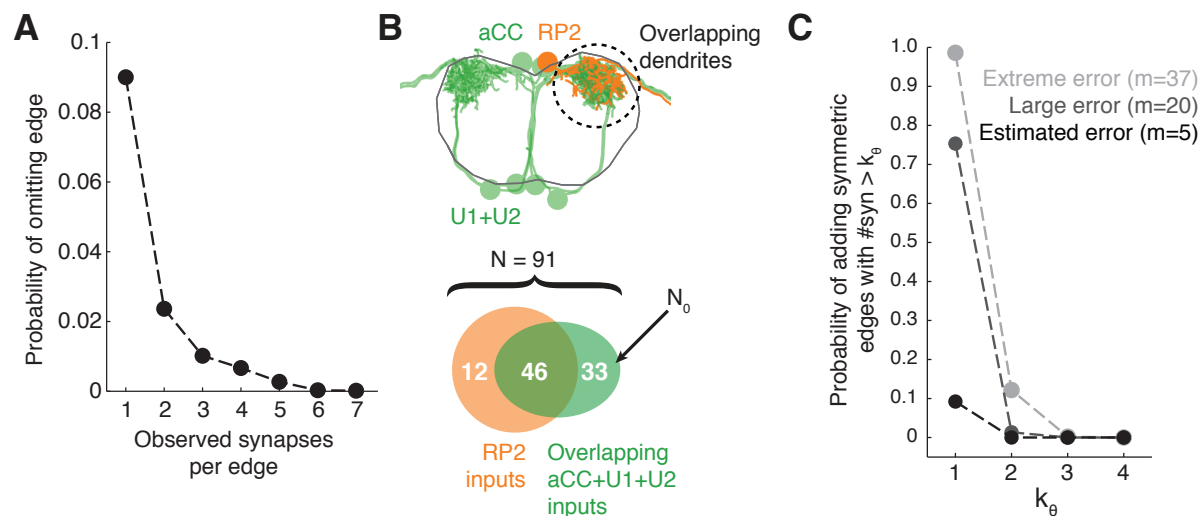 A
Probability of omitting edge
0.1
0.08
0.06
0.04
0.02
0
1 2 3 4 5 6 7
Observed synapses
per edge
B
aCC RP2
Overlapping
dendrites
U1+U2
N = 91
N₀
12 46 33
RP2
inputs
Overlapping
aCC+U1+U2
inputs
C
Probability of adding symmetric
edges with #syn > kθ
1.0
0.9
0.8
0.7
0.6
0.5
0.4
0.3
0.2
0.1
0
Extreme error (m=37)
Large error (m=20)
Estimated error (m=5)
1 2 3 4
kθ